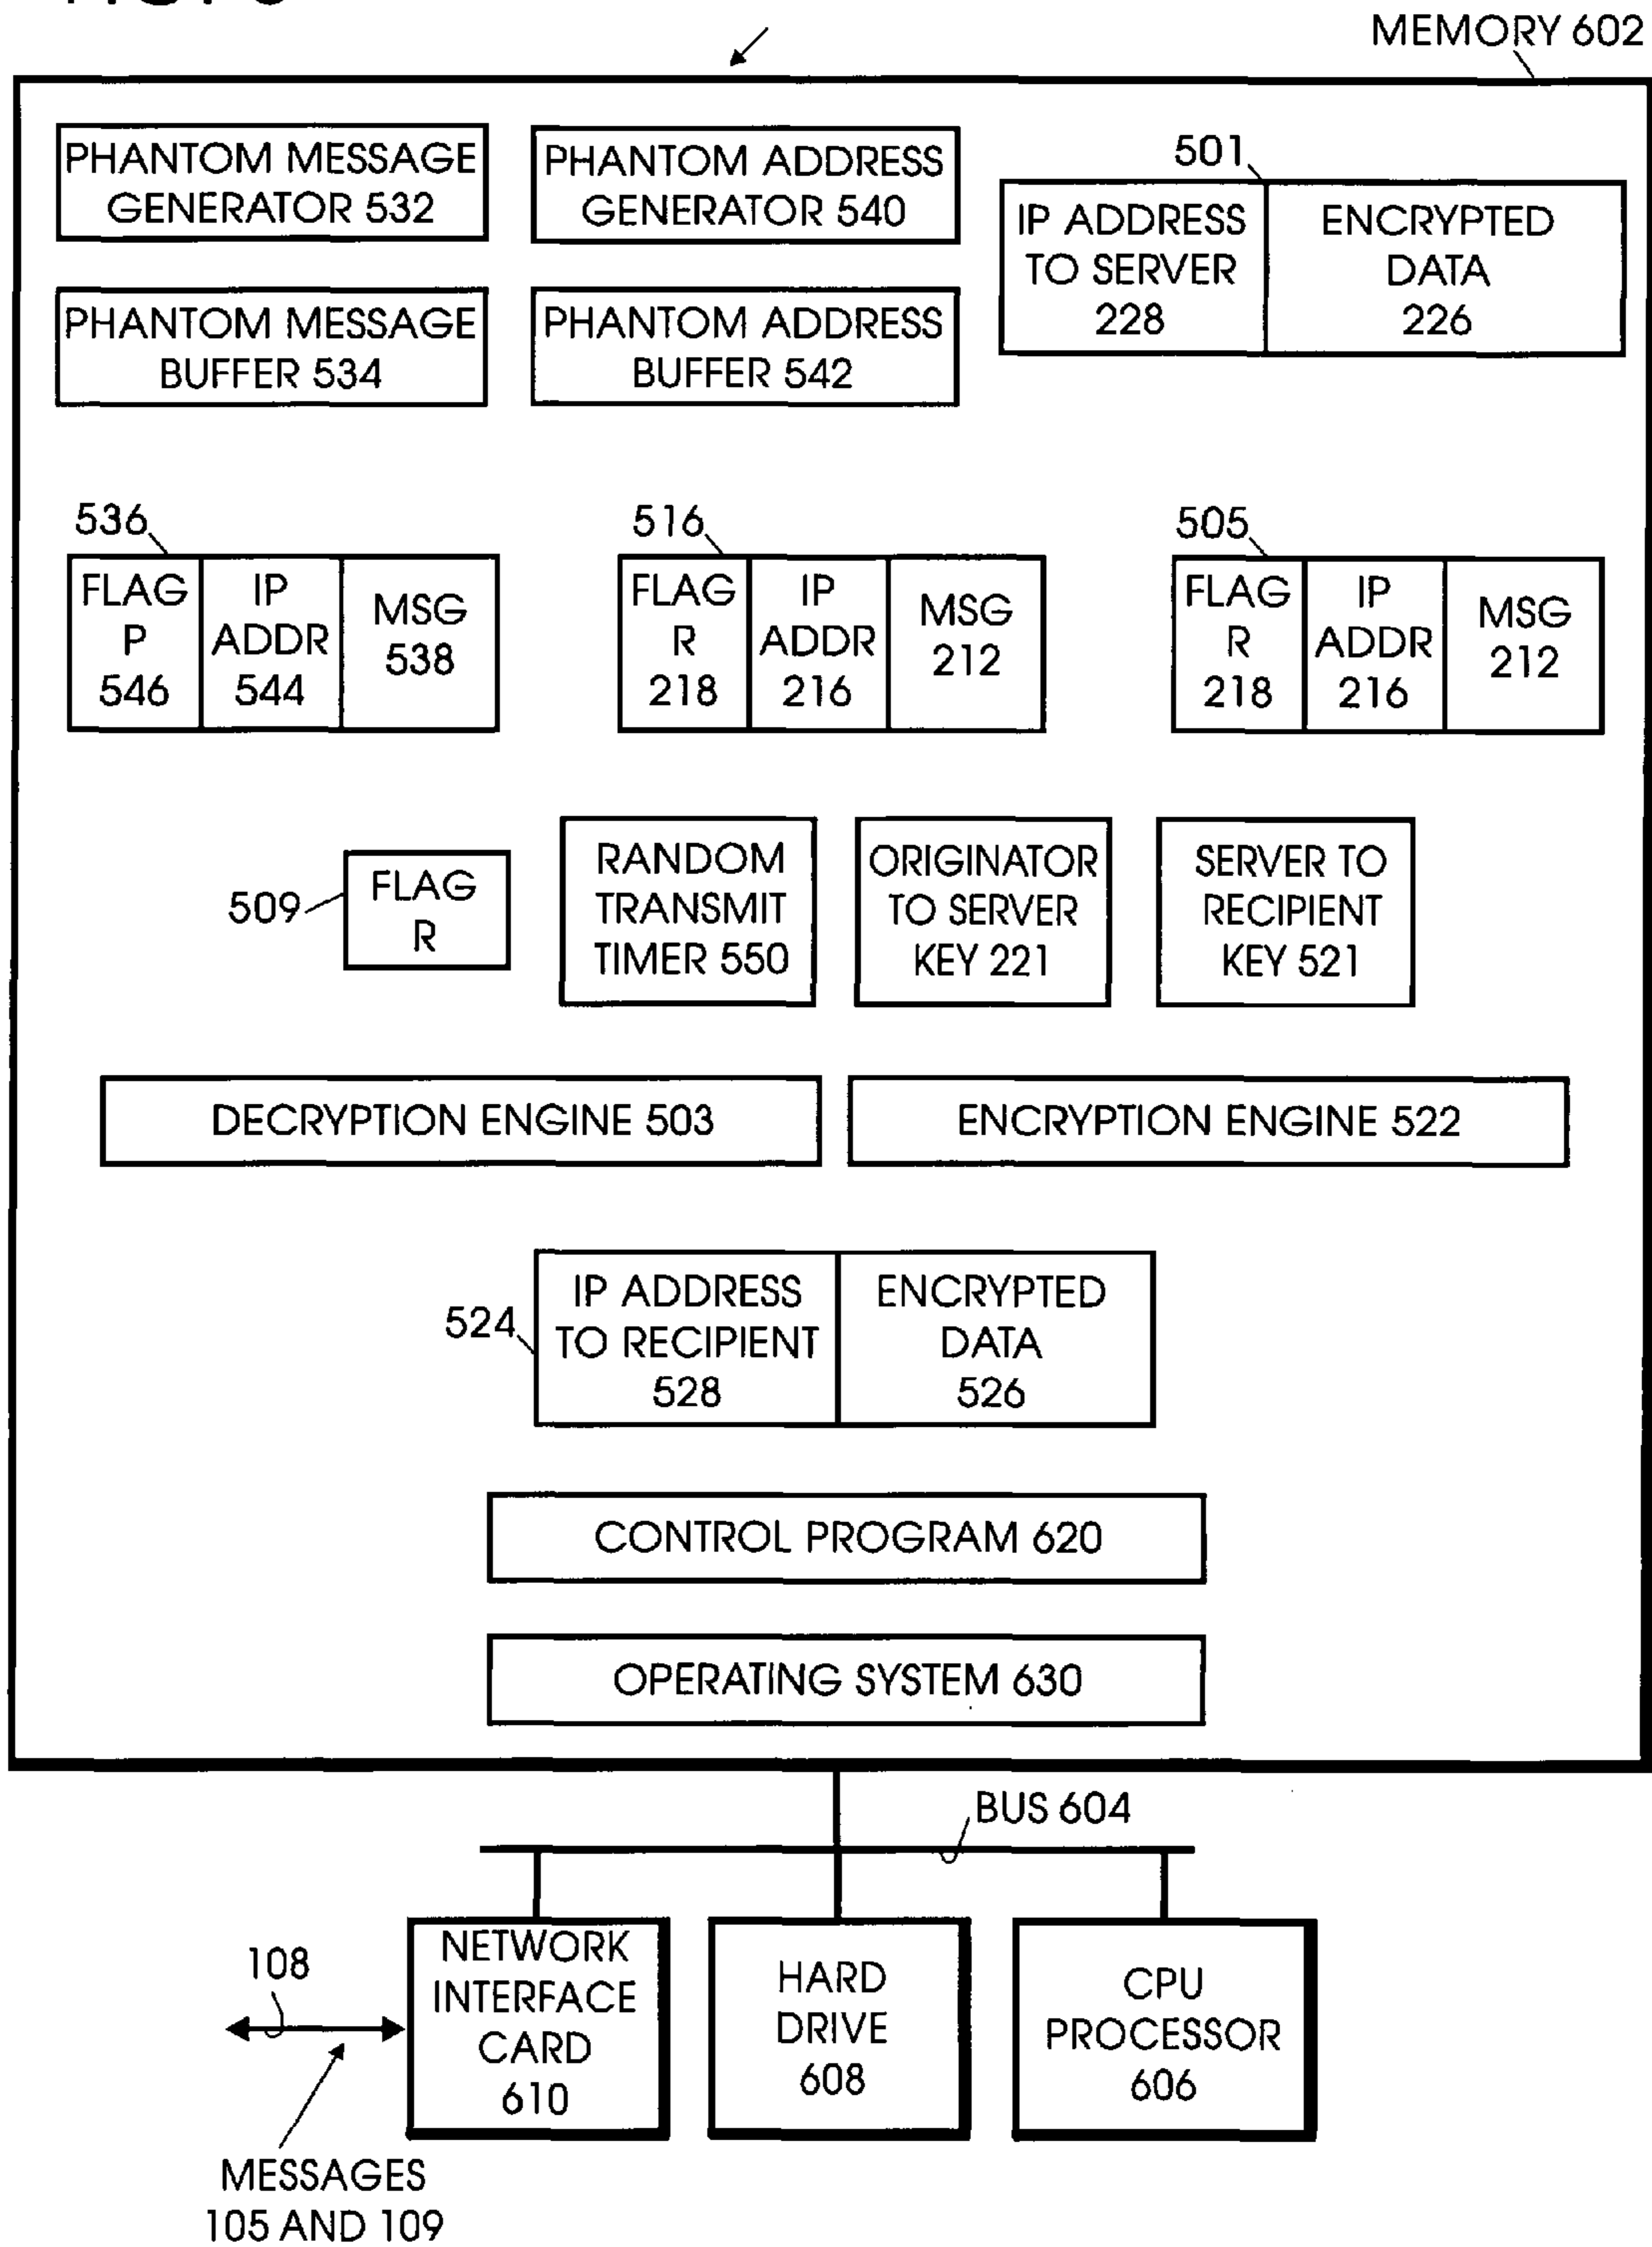 MEMORY 602
PHANTOM MESSAGE
GENERATOR 532
PHANTOM ADDRESS
GENERATOR 540
501
IP ADDRESS
TO SERVER
228
ENCRYPTED
DATA
226
PHANTOM MESSAGE
BUFFER 534
PHANTOM ADDRESS
BUFFER 542
536
FLAG
P
546
IP
ADDR
544
MSG
538
516
FLAG
R
218
IP
ADDR
216
MSG
212
505
FLAG
R
218
IP
ADDR
216
MSG
212
509
FLAG
R
RANDOM
TRANSMIT
TIMER 550
ORIGINATOR
TO SERVER
KEY 221
SERVER TO
RECIPIENT
KEY 521
DECRYPTION ENGINE 503
ENCRYPTION ENGINE 522
524
IP ADDRESS
TO RECIPIENT
528
ENCRYPTED
DATA
526
CONTROL PROGRAM 620
OPERATING SYSTEM 630
BUS 604
108
NETWORK
INTERFACE
CARD
610
HARD
DRIVE
608
CPU
PROCESSOR
606
MESSAGES
105 AND 109